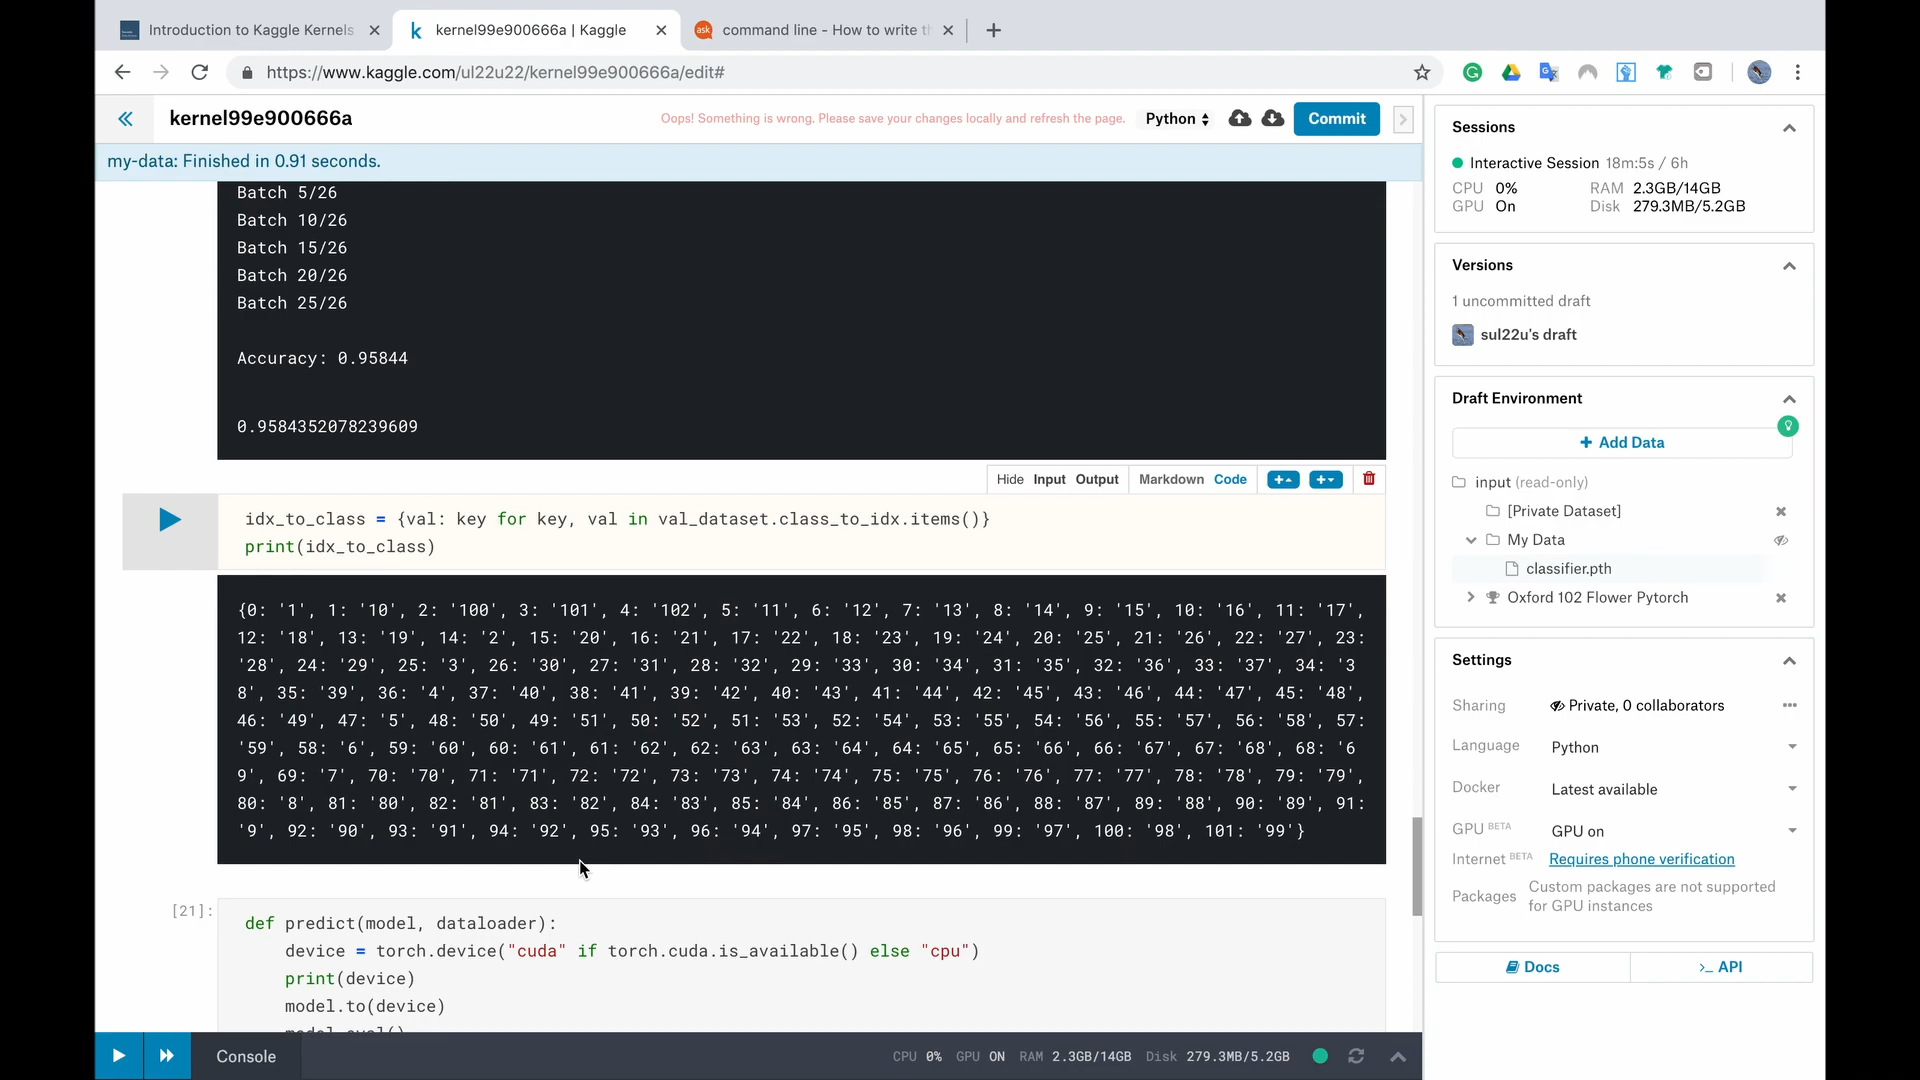 Introduction to Kaggle Kernels
kernel99e900666a | Kaggle
ask
command line - How to write th
https://www.kaggle.com/ul22u22/kernel99e900666a/edit#
kernel99e900666a
Oops! Something is wrong. Please save your changes locally and refresh the page.
Python
Commit
my-data: Finished in 0.91 seconds.
Batch 5/26
Batch 10/26
Batch 15/26
Batch 20/26
Batch 25/26
Accuracy: 0.95844
0.9584352078239609
Hide Input Output Markdown Code
idx_to_class = {val: key for key, val in val_dataset.class_to_idx.items()}
print(idx_to_class)
{0: '1', 1: '10', 2: '100', 3: '101', 4: '102', 5: '11', 6: '12', 7: '13', 8: '14', 9: '15', 10: '16', 11: '17',
12: '18', 13: '19', 14: '2', 15: '20', 16: '21', 17: '22', 18: '23', 19: '24', 20: '25', 21: '26', 22: '27', 23:
'28', 24: '29', 25: '3', 26: '30', 27: '31', 28: '32', 29: '33', 30: '34', 31: '35', 32: '36', 33: '37', 34: '3
8', 35: '39', 36: '4', 37: '40', 38: '41', 39: '42', 40: '43', 41: '44', 42: '45', 43: '46', 44: '47', 45: '48',
46: '49', 47: '5', 48: '50', 49: '51', 50: '52', 51: '53', 52: '54', 53: '55', 54: '56', 55: '57', 56: '58', 57:
'59', 58: '6', 59: '60', 60: '61', 61: '62', 62: '63', 63: '64', 64: '65', 65: '66', 66: '67', 67: '68', 68: '6
9', 69: '7', 70: '70', 71: '71', 72: '72', 73: '73', 74: '74', 75: '75', 76: '76', 77: '77', 78: '78', 79: '79',
80: '8', 81: '80', 82: '81', 83: '82', 84: '83', 85: '84', 86: '85', 87: '86', 88: '87', 89: '88', 90: '89', 91:
'9', 92: '90', 93: '91', 94: '92', 95: '93', 96: '94', 97: '95', 98: '96', 99: '97', 100: '98', 101: '99'}
[21]:
def predict(model, dataloader):
device = torch.device("cuda" if torch.cuda.is_available() else "cpu")
print(device)
model.to(device)
model.eval()
Console
CPU 0% GPU ON RAM 2.3GB/14GB Disk 279.3MB/5.2GB
Sessions
Interactive Session 18m:5s / 6h
CPU 0% RAM 2.3GB/14GB
GPU On Disk 279.3MB/5.2GB
Versions
1 uncommitted draft
sul22u's draft
Draft Environment
+ Add Data
input (read-only)
[Private Dataset]
My Data
classifier.pth
Oxford 102 Flower Pytorch
Settings
Sharing Private, 0 collaborators
Language Python
Docker Latest available
GPU BETA GPU on
Internet BETA Requires phone verification
Packages Custom packages are not supported
for GPU instances
Docs
>_ API